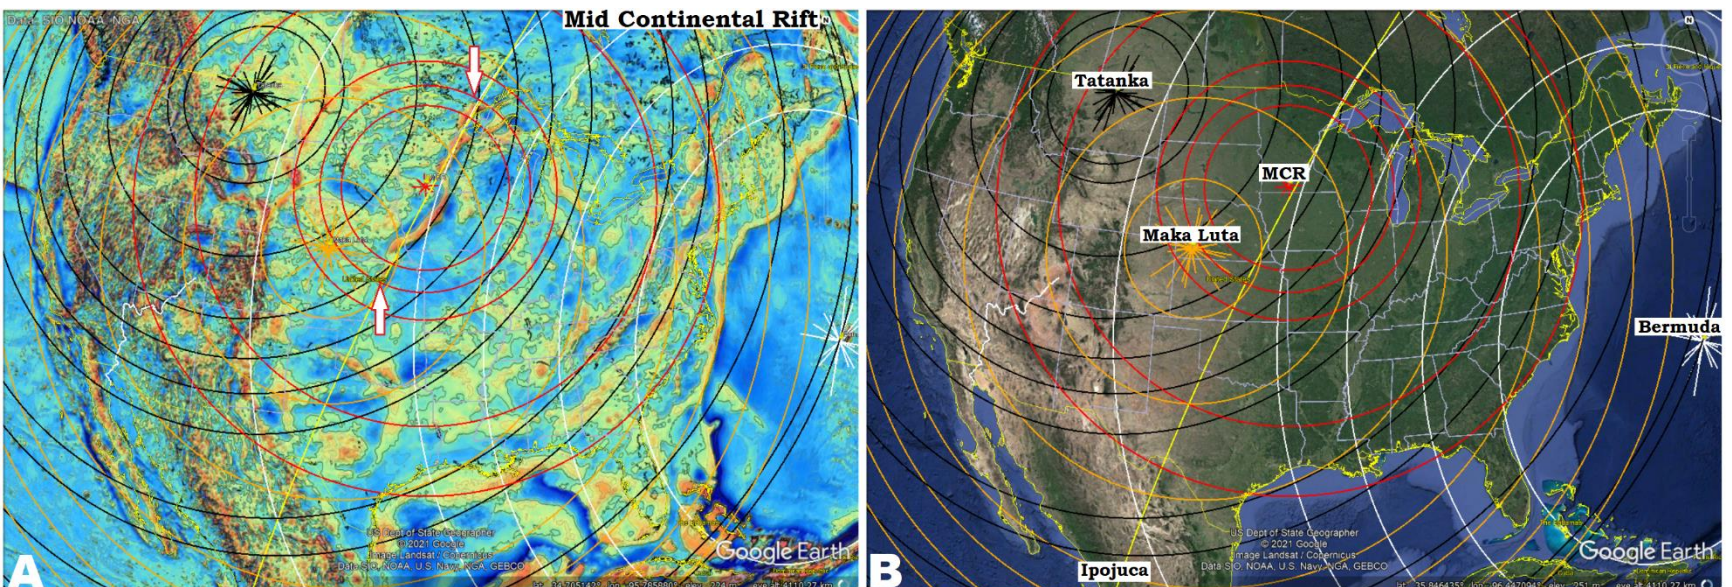 Data: SIO, NOAA, NGA
Mid Continental Rift
N
US Dept of State Geographer
© 2021 Google
Image Landsat / Copernicus
Data SIO, NOAA, U.S. Navy, NGA, GEBCO
Google Earth
A
N
Tatanka
MCR
Maka Luta
Bermuda
US Dept of State Geographer
© 2021 Google
Image Landsat / Copernicus
Data SIO, NOAA, U.S. Navy, NGA, GEBCO
Google Earth
Ipojuca
B